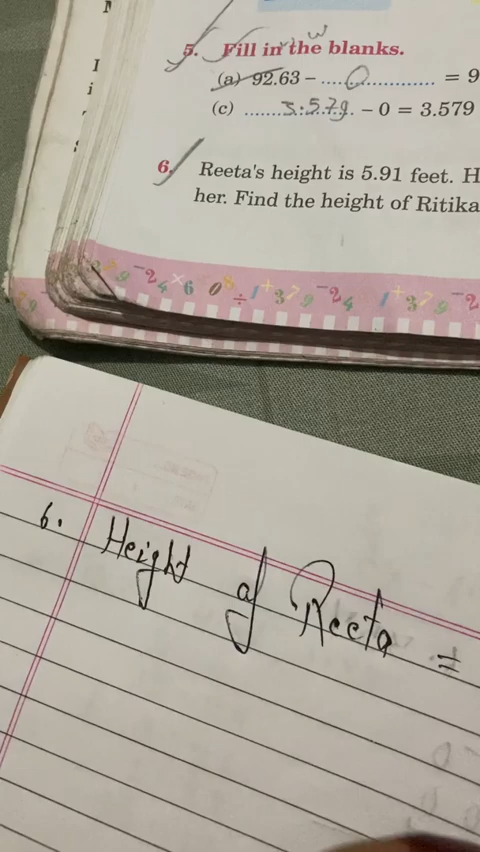 5. Fill in the blanks.
w
(a) 92.63 – ....0............. = 9
(c) ......3.579. – 0 = 3.579
6. Reeta's height is 5.91 feet. H
her. Find the height of Ritika
6. Height of Reeta =